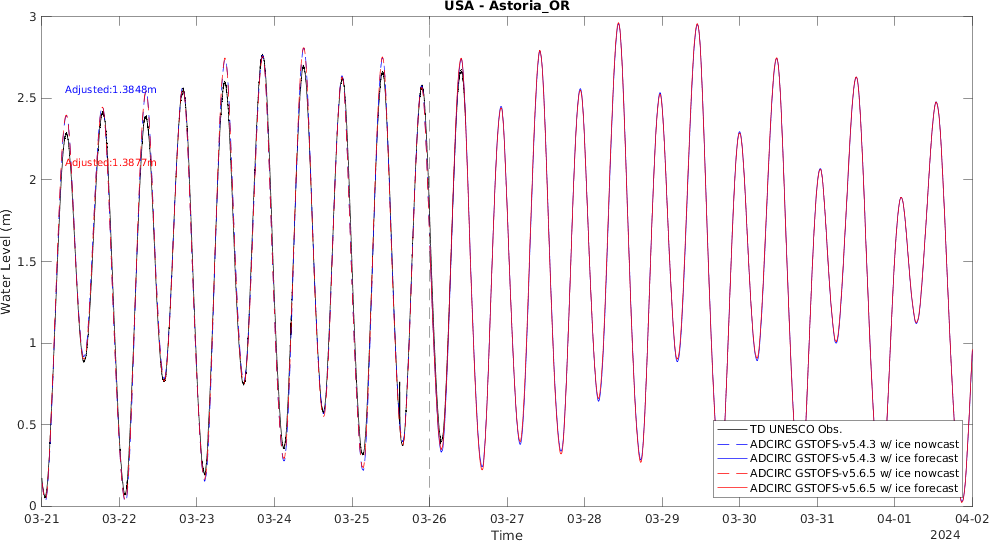 USA - Astoria_OR
3
2.5
2
1.5
1
0.5
0
Water Level (m)
Adjusted:1.3848m
Adjusted:1.3877m
TD UNESCO Obs.
ADCIRC GSTOFS-v5.4.3 w/ ice nowcast
ADCIRC GSTOFS-v5.4.3 w/ ice forecast
ADCIRC GSTOFS-v5.6.5 w/ ice nowcast
ADCIRC GSTOFS-v5.6.5 w/ ice forecast
03-21 03-22 03-23 03-24 03-25 03-26 03-27 03-28 03-29 03-30 03-31 04-01 04-02
Time
2024